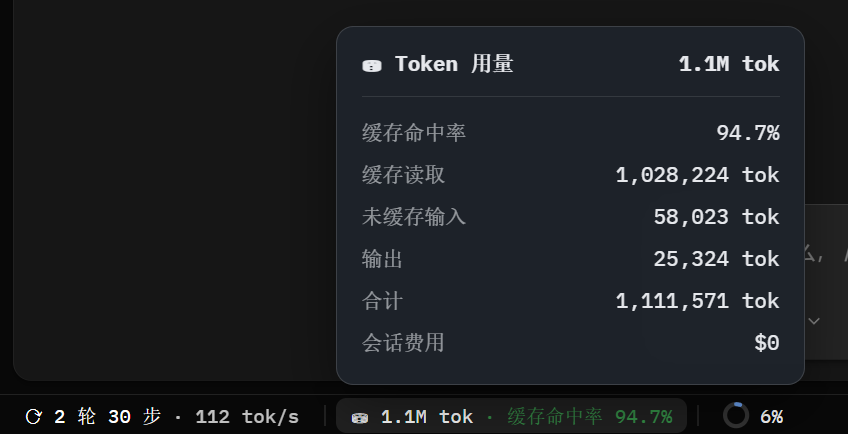 Token 用量 1.1M tok
缓存命中率 94.7%
缓存读取 1,028,224 tok
未缓存输入 58,023 tok
输出 25,324 tok
合计 1,111,571 tok
会话费用 $0
2 轮 30 步 · 112 tok/s 1.1M tok · 缓存命中率 94.7% 6%